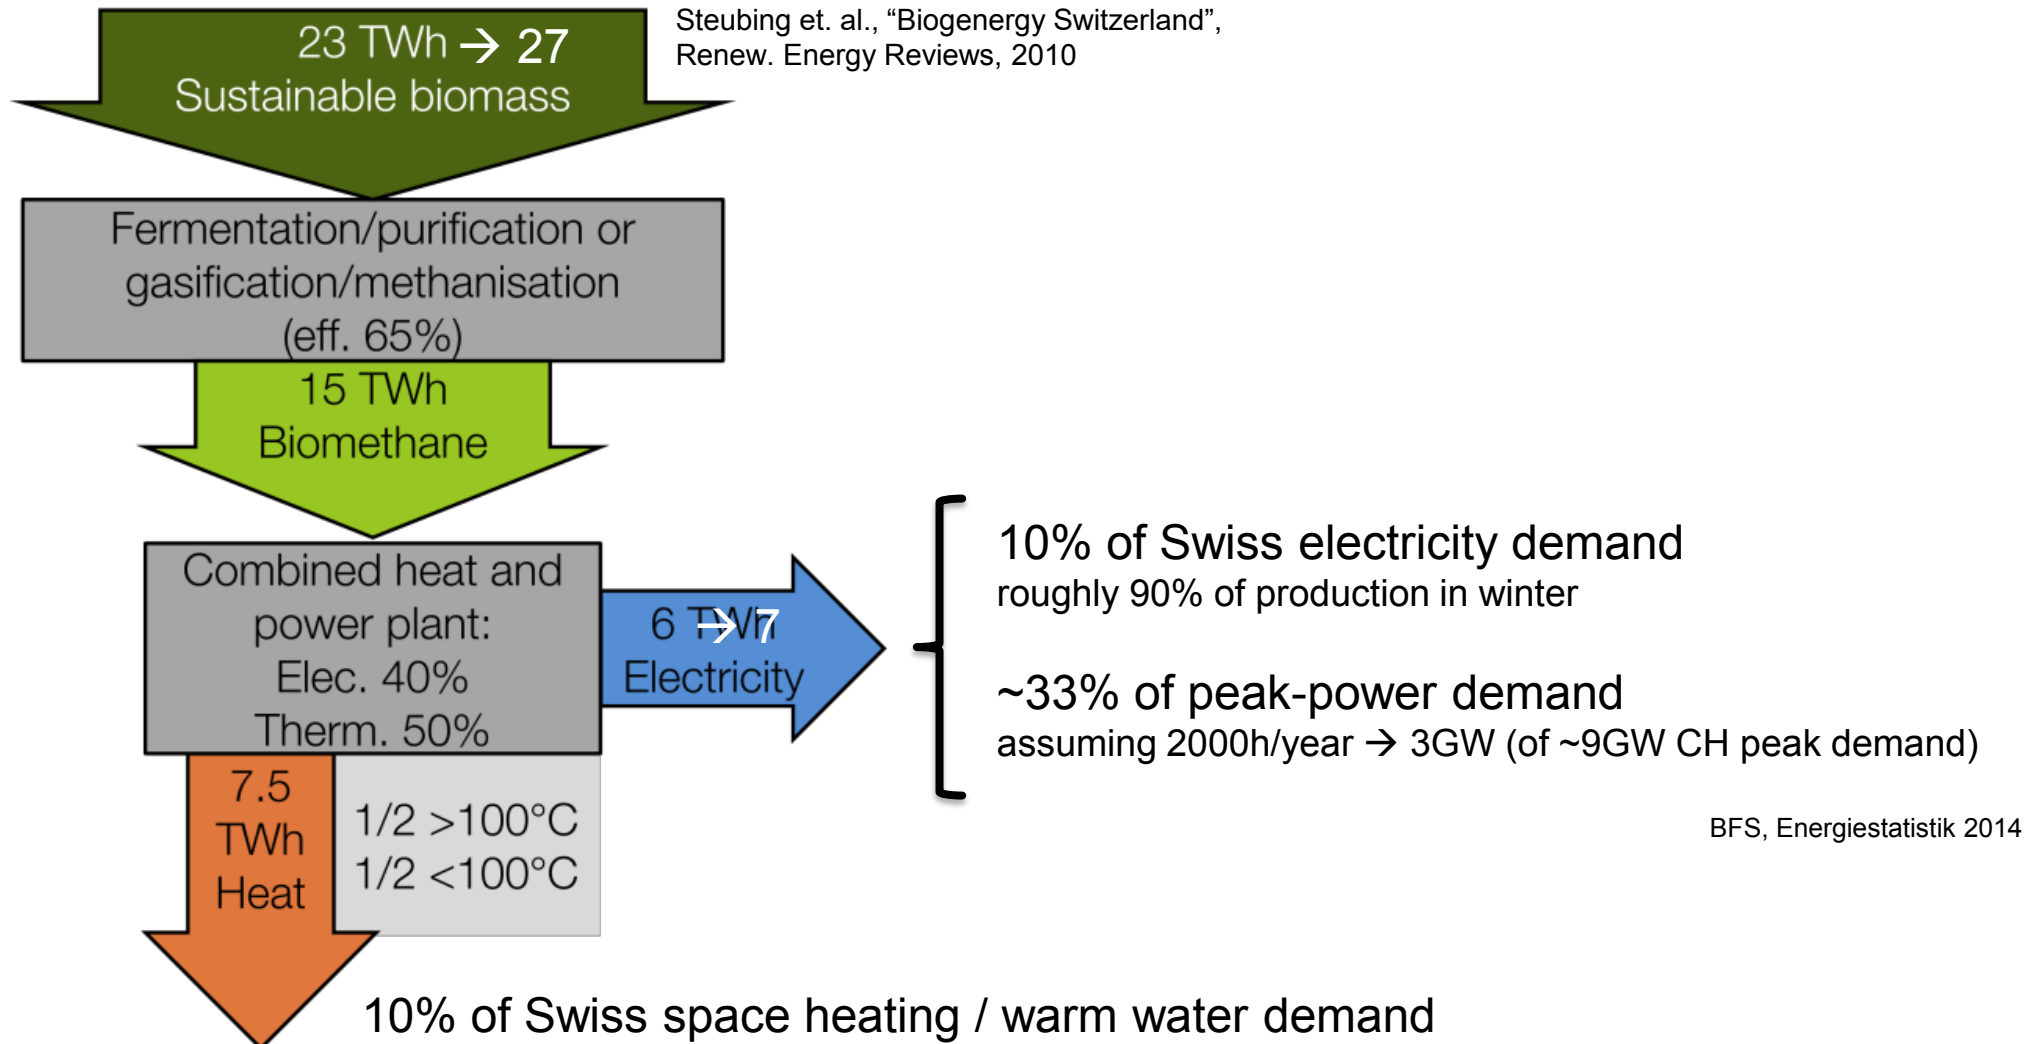 23 TWh → 27
Sustainable biomass
Steubing et. al., “Biogenergy Switzerland”,
Renew. Energy Reviews, 2010
Fermentation/purification or
gasification/methanisation
(eff. 65%)
15 TWh
Biomethane
Combined heat and
power plant:
Elec. 40%
Therm. 50%
6 TWh → 7
Electricity
10% of Swiss electricity demand
roughly 90% of production in winter
~33% of peak-power demand
assuming 2000h/year → 3GW (of ~9GW CH peak demand)
BFS, Energiestatistik 2014
7.5
TWh
Heat
1/2 >100°C
1/2 <100°C
10% of Swiss space heating / warm water demand